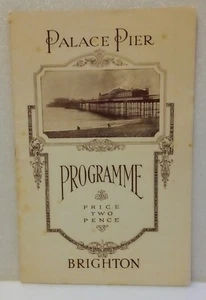 PALACE PIER
PROGRAMME
PRICE
TWO
PENCE
BRIGHTON